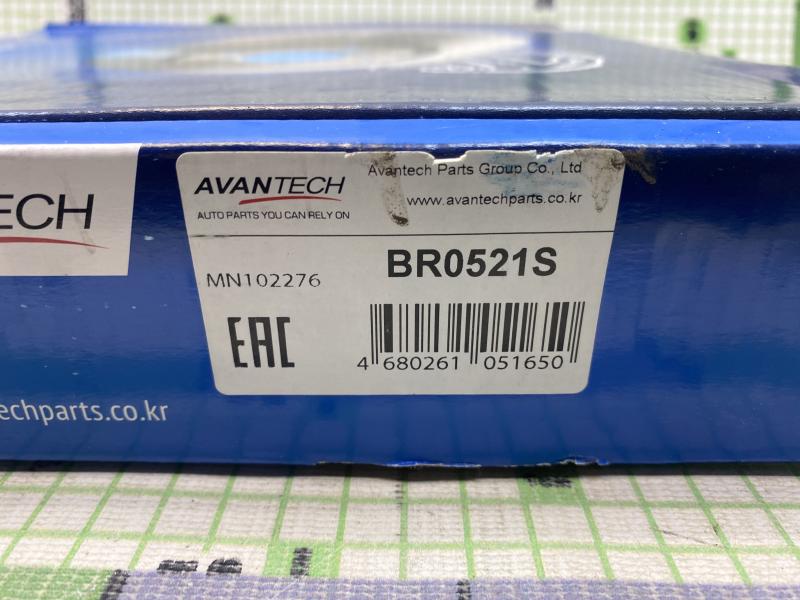 TECH
echparts.co.kr
AVANTECH
AUTO PARTS YOU CAN RELY ON
Avantech Parts Group Co., Ltd
www.avantechparts.co.kr
MN102276
BR0521S
EAC
4 680261 051650